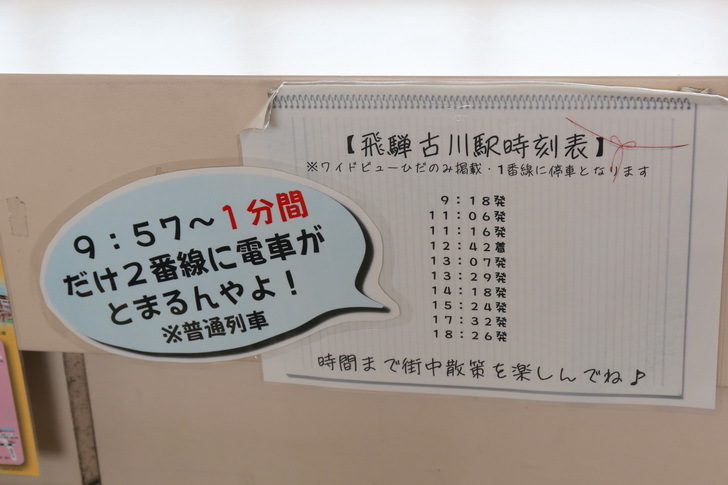 【飛騨古川駅時刻表】
※ワイドビューひだのみ掲載・1番線に停車となります
9:18発
11:06発
11:16発
12:42着
13:07発
13:29発
14:18発
15:24発
17:32発
18:26発
時間まで街中散策を楽しんでね♪
9:57～1分間
だけ2番線に電車が
とまるんやよ！
※普通列車